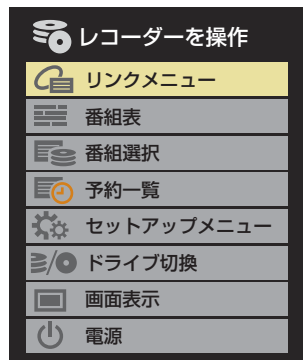 レコーダーを操作
リンクメニュー
番組表
番組選択
予約一覧
セットアップメニュー
ドライブ切換
画面表示
電源